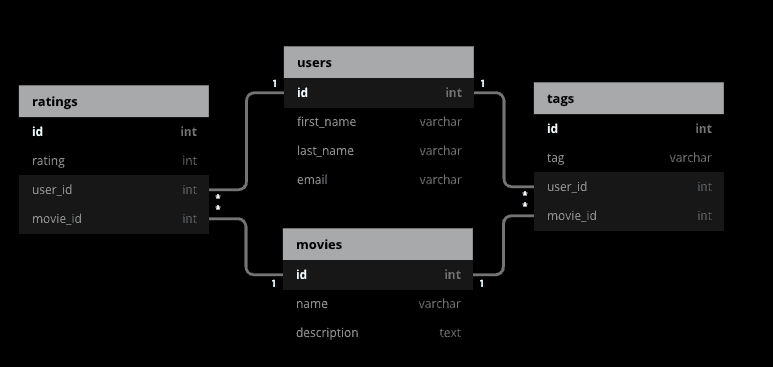 ratings
id int
rating int
user_id int
movie_id int
*
*
users
1 id int 1
first_name varchar
last_name varchar
email varchar
movies
1 id int 1
name varchar
description text
tags
id int
tag varchar
user_id int
movie_id int
*
*